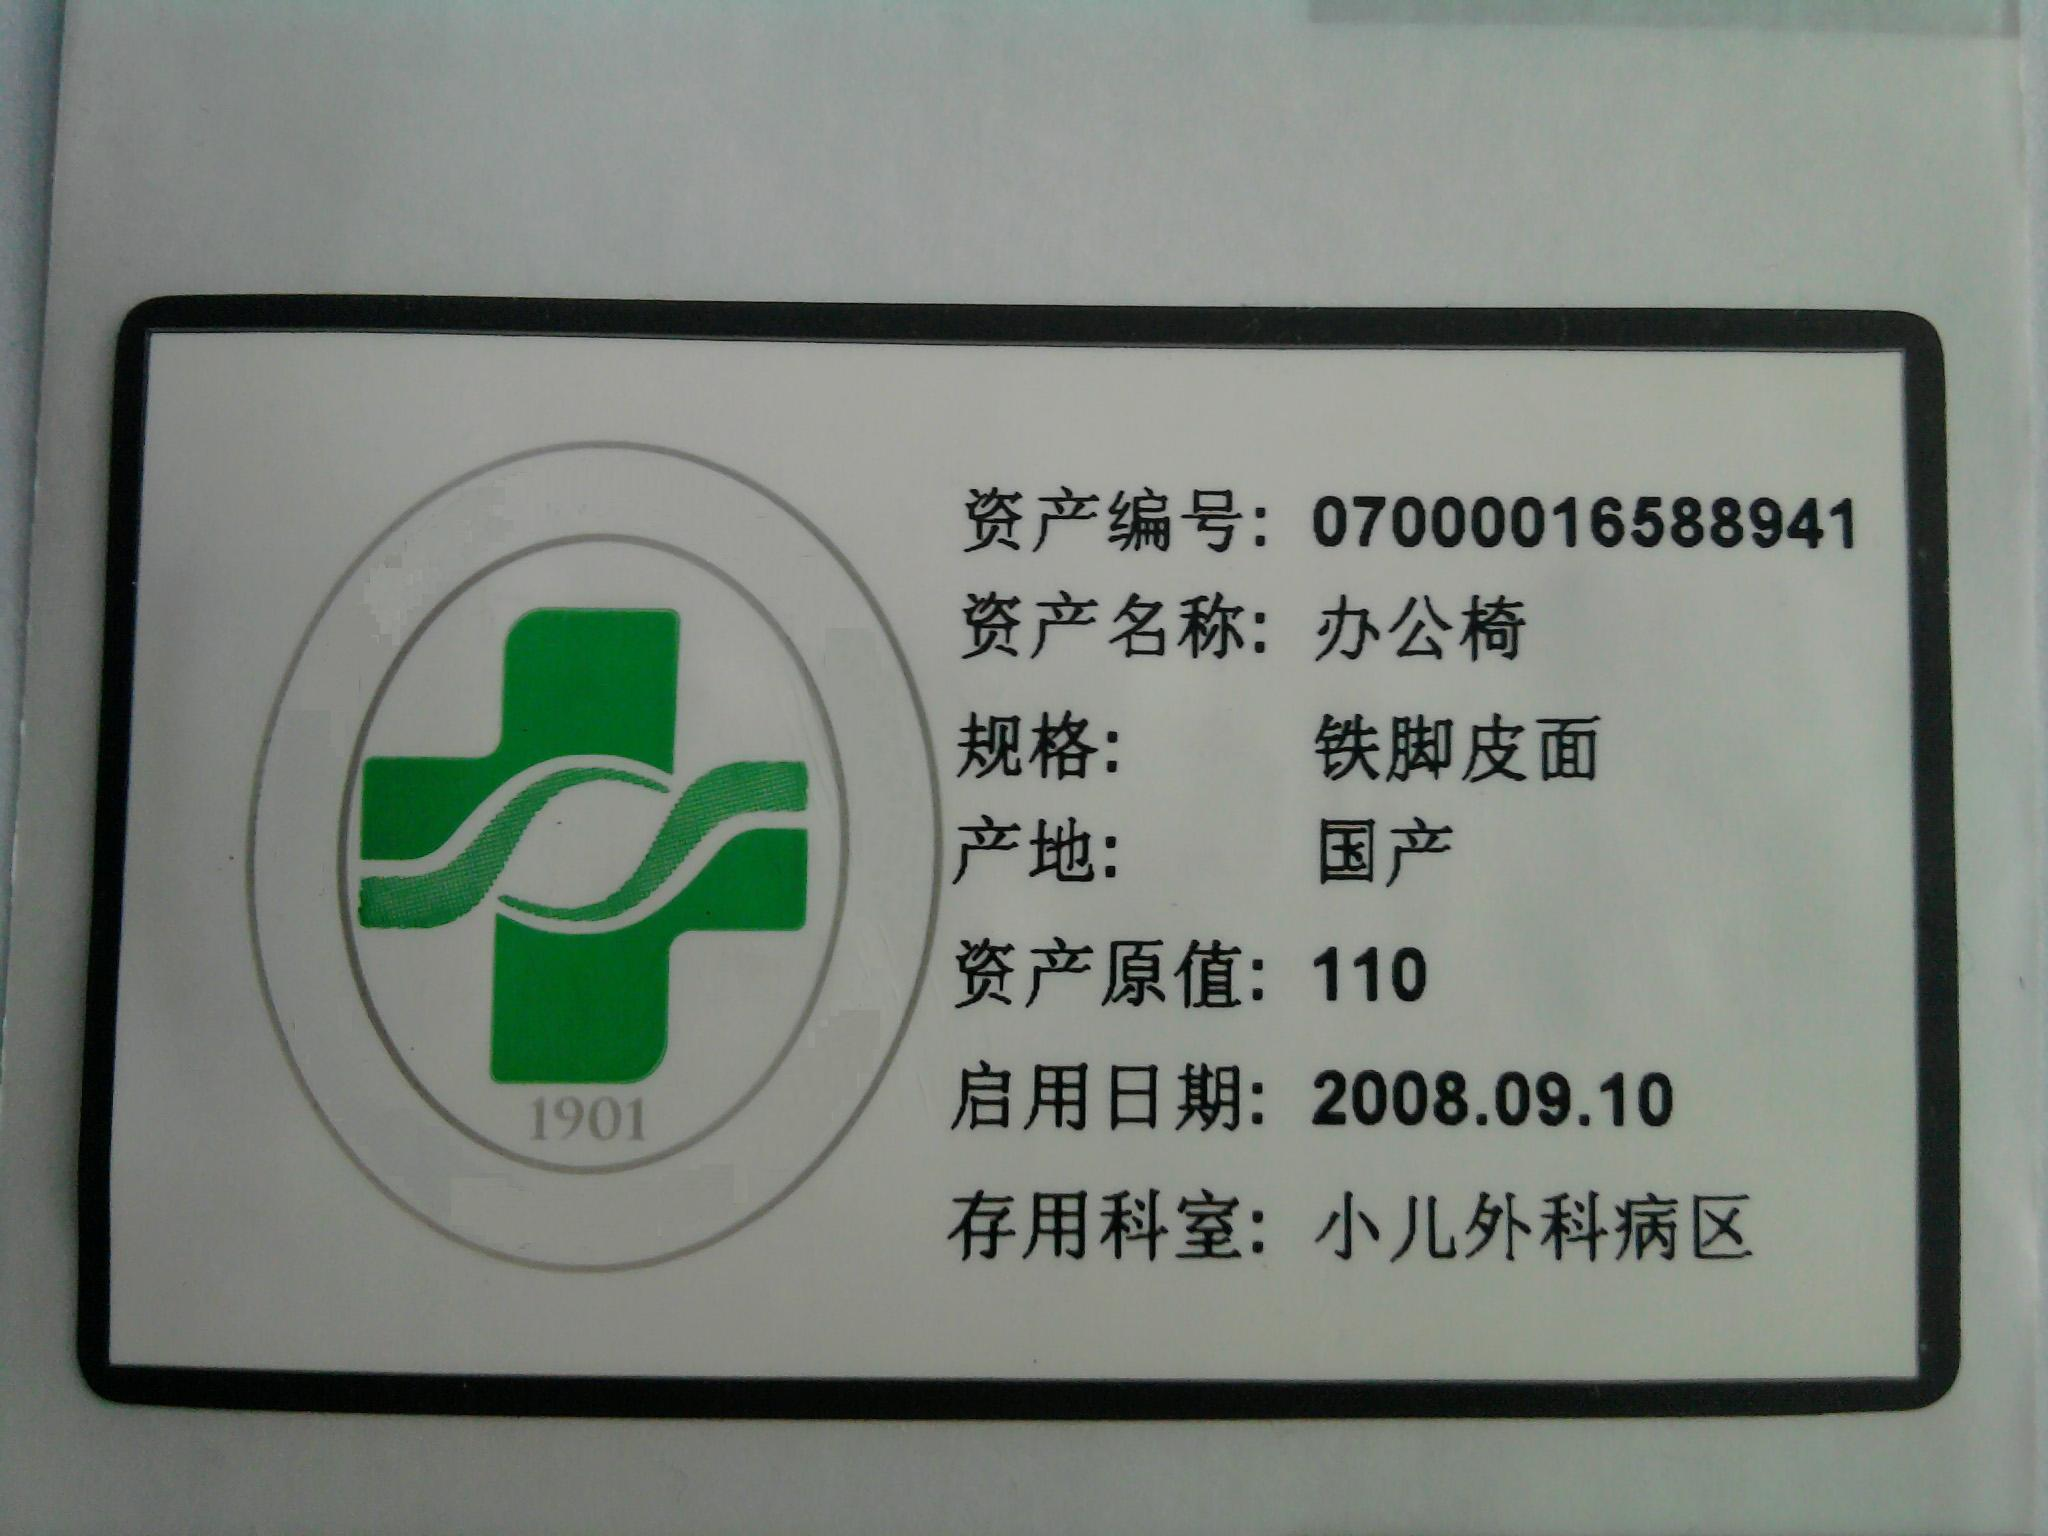 资产编号: 07000016588941
资产名称: 办公椅
规格: 铁脚皮面
产地: 国产
资产原值: 110
启用日期: 2008.09.10
存用科室: 小儿外科病区
1901